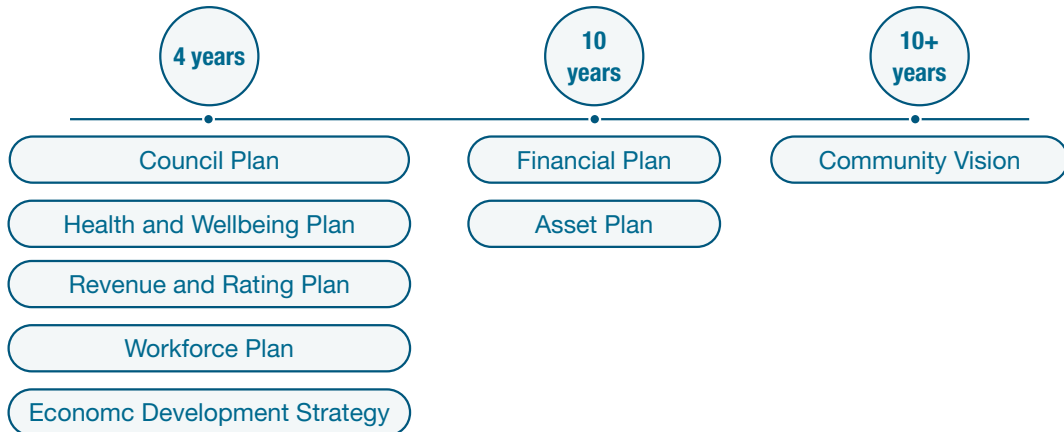 4 years
10
years
10+
years
Council Plan
Financial Plan
Community Vision
Health and Wellbeing Plan
Asset Plan
Revenue and Rating Plan
Workforce Plan
Economc Development Strategy